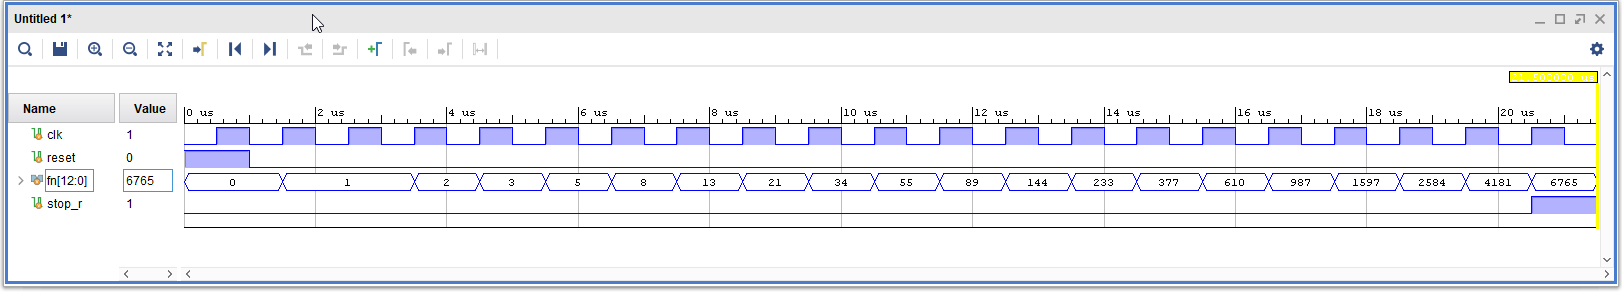 Untitled 1*
Name Value
0 us 2 us 4 us 6 us 8 us 10 us 12 us 14 us 16 us 18 us 20 us
clk 1
reset 0
fn[12:0] 6765 0 1 2 3 5 8 13 21 34 55 89 144 233 377 610 987 1597 2584 4181 6765
stop_r 1